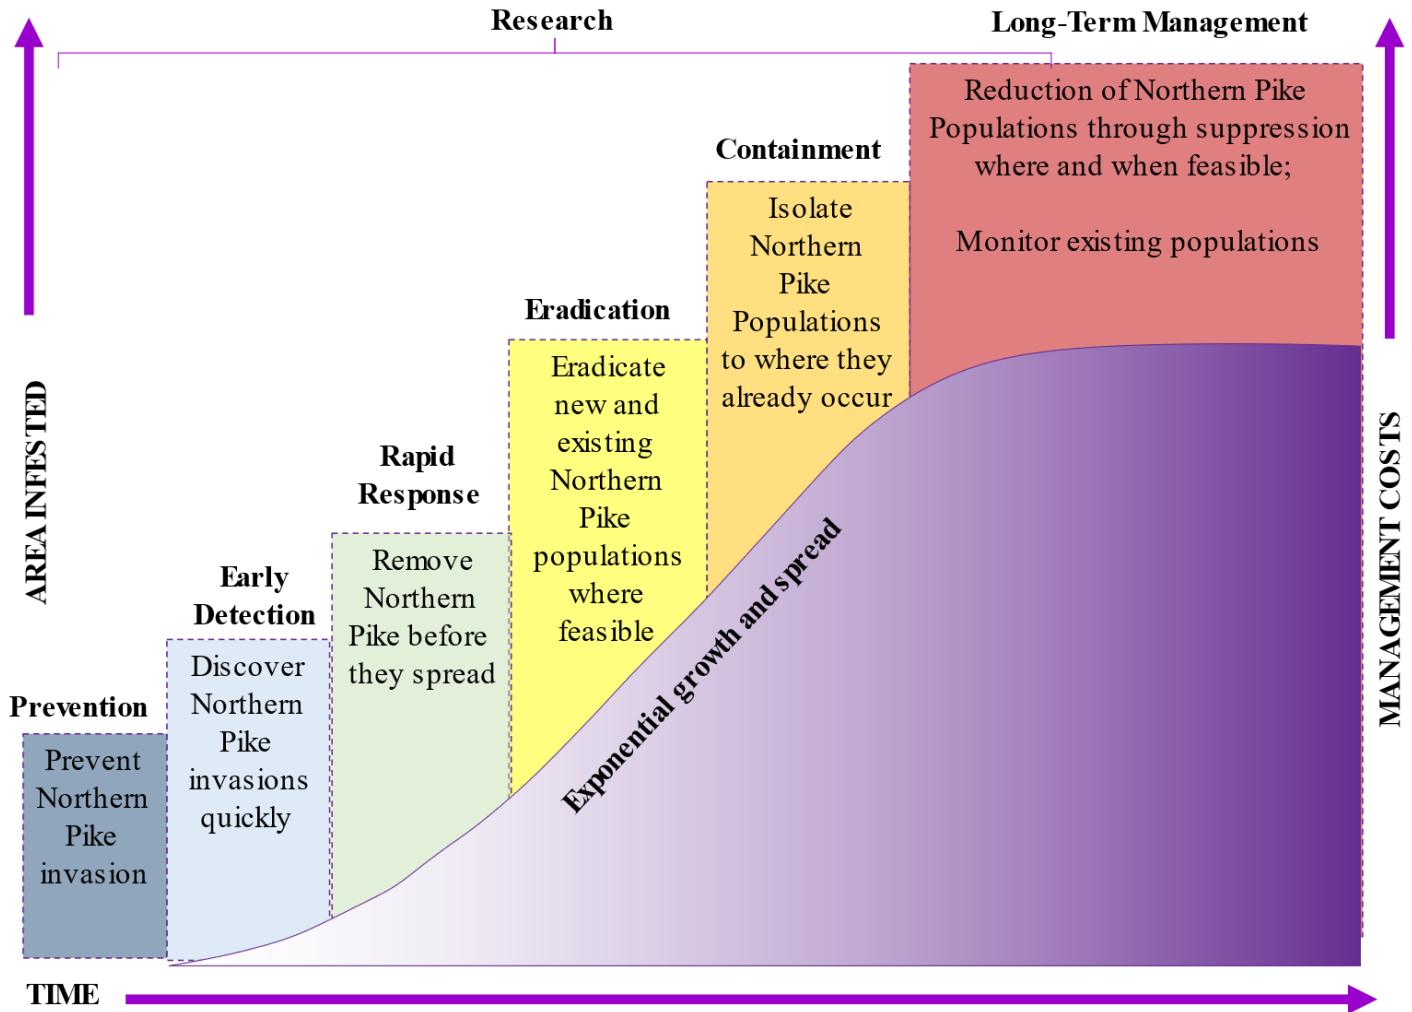 Research
Long-Term Management
Reduction of Northern Pike
Populations through suppression
where and when feasible;
Monitor existing populations
Containment
Isolate
Northern
Pike
Populations
to where they
already occur
Eradication
Eradicate
new and
existing
Northern
Pike
populations
where
feasible
Rapid
Response
Remove
Northern
Pike before
they spread
Early
Detection
Discover
Northern
Pike
invasions
quickly
Prevention
Prevent
Northern
Pike
invasion
Exponential growth and spread
AREA INFESTED
MANAGEMENT COSTS
TIME